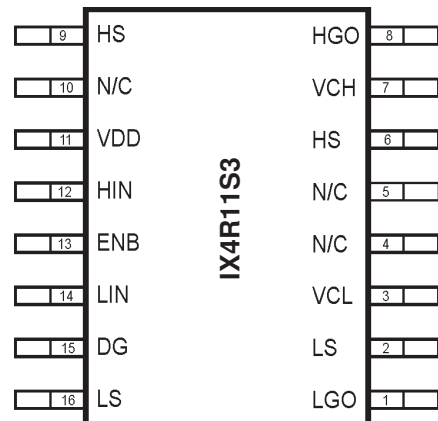 9 HS HGO 8
10 N/C VCH 7
11 VDD HS 6
12 HIN N/C 5
13 ENB N/C 4
14 LIN VCL 3
15 DG LS 2
16 LS LGO 1
IX4R11S3